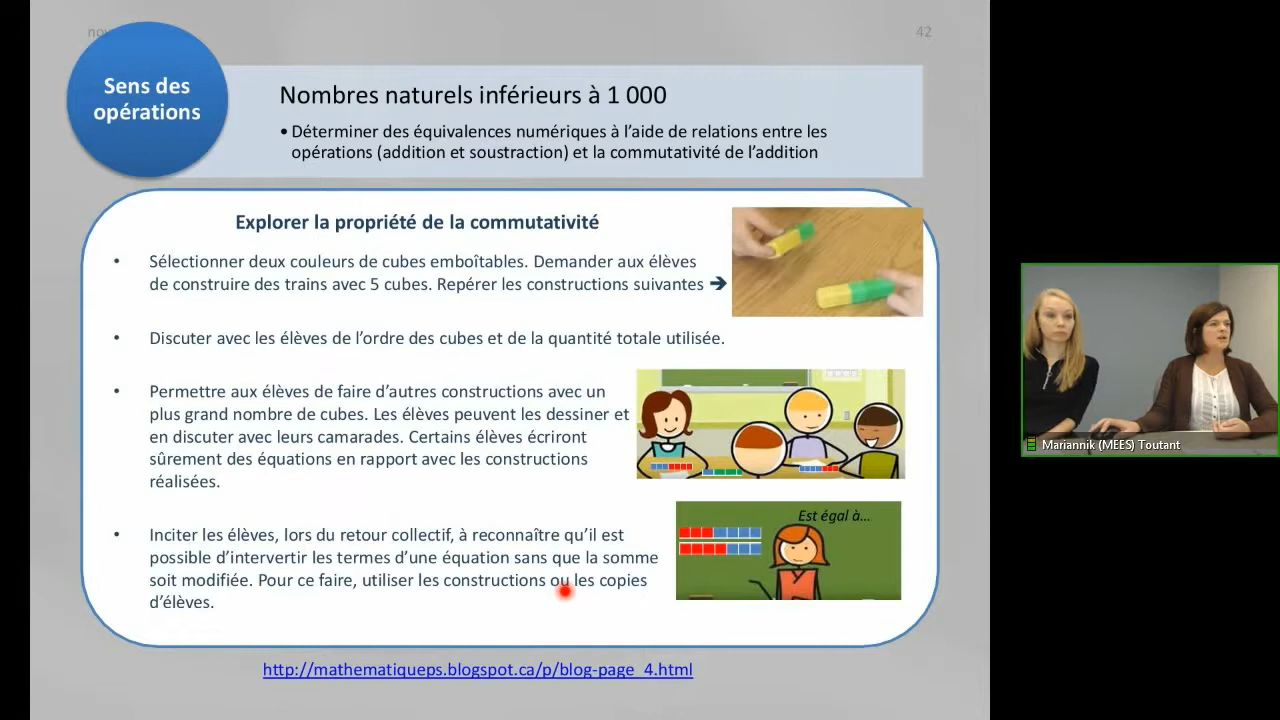 42
Sens des
opérations
Nombres naturels inférieurs à 1 000
• Déterminer des équivalences numériques à l'aide de relations entre les
opérations (addition et soustraction) et la commutativité de l'addition
Explorer la propriété de la commutativité
• Sélectionner deux couleurs de cubes emboîtables. Demander aux élèves
de construire des trains avec 5 cubes. Repérer les constructions suivantes ➔
• Discuter avec les élèves de l'ordre des cubes et de la quantité totale utilisée.
• Permettre aux élèves de faire d'autres constructions avec un
plus grand nombre de cubes. Les élèves peuvent les dessiner et
en discuter avec leurs camarades. Certains élèves écriront
sûrement des équations en rapport avec les constructions
réalisées.
• Inciter les élèves, lors du retour collectif, à reconnaître qu'il est
possible d'intervertir les termes d'une équation sans que la somme
soit modifiée. Pour ce faire, utiliser les constructions ou les copies
d'élèves.
Est égal à...
http://mathematiqueps.blogspot.ca/p/blog-page_4.html
Mariannik (MEES) Toutant